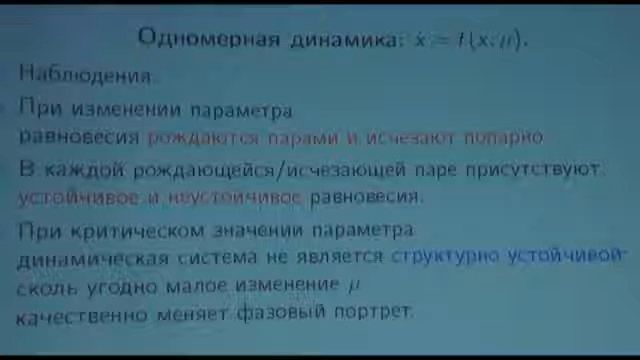 Одномерная динамика: ẋ = f(x, μ).
Наблюдения.
При изменении параметра
равновесия рождаются парами и исчезают попарно
В каждой рождающейся/исчезающей паре присутствуют
устойчивое и неустойчивое равновесия.
При критическом значении параметра
динамическая система не является структурно устойчивой:
сколь угодно малое изменение μ
качественно меняет фазовый портрет.